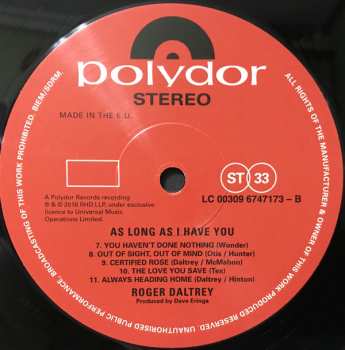 polydor
STEREO
MADE IN THE E.U.
A Polydor Records recording
℗ & © 2018 RHD LLP, under exclusive
licence to Universal Music
Operations Limited.
ST 33
LC 00309 6747173 – B
AS LONG AS I HAVE YOU
7. YOU HAVEN'T DONE NOTHING (Wonder)
8. OUT OF SIGHT, OUT OF MIND (Otis / Hunter)
9. CERTIFIED ROSE (Daltrey / McMahon)
10. THE LOVE YOU SAVE (Tex)
11. ALWAYS HEADING HOME (Daltrey / Hinton)
ROGER DALTREY
Produced by Dave Eringa
ALL RIGHTS OF THE MANUFACTURER & OWNER OF THIS WORK PRODUCED RESERVED. UNAUTHORISED PUBLIC PERFORMANCE, BROADCASTING OF THIS WORK PROHIBITED. BIEM/SDRM.